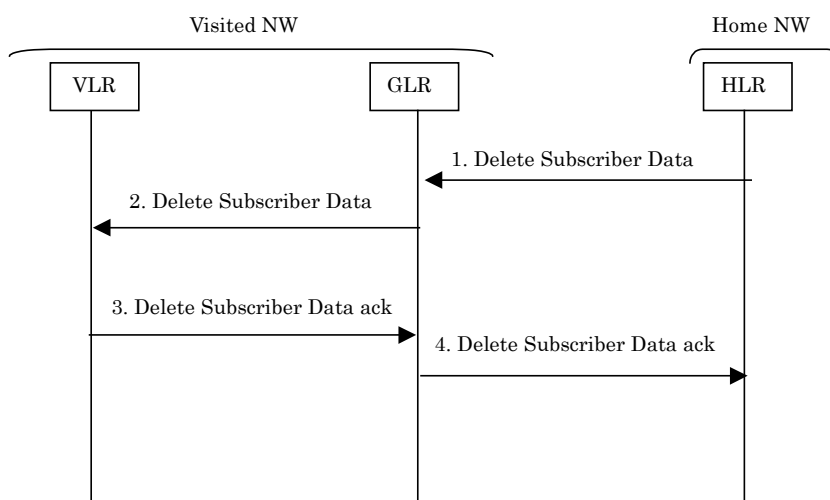 Visited NW
Home NW
VLR
GLR
HLR
1. Delete Subscriber Data
2. Delete Subscriber Data
3. Delete Subscriber Data ack
4. Delete Subscriber Data ack